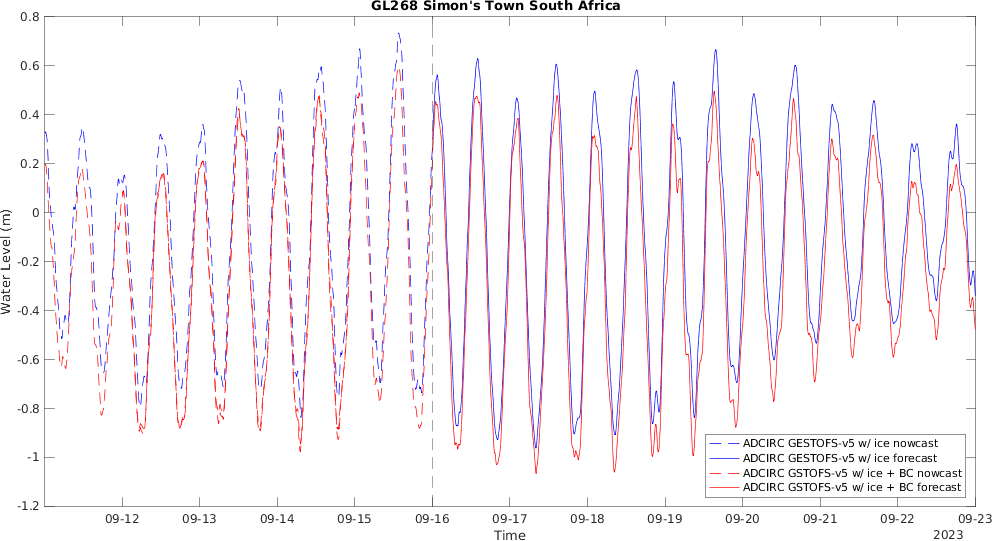 GL268 Simon's Town South Africa
0.8
0.6
0.4
0.2
0
-0.2
-0.4
-0.6
-0.8
-1
-1.2
Water Level (m)
09-12 09-13 09-14 09-15 09-16 09-17 09-18 09-19 09-20 09-21 09-22 09-23
Time
2023
ADCIRC GESTOFS-v5 w/ ice nowcast
ADCIRC GESTOFS-v5 w/ ice forecast
ADCIRC GSTOFS-v5 w/ ice + BC nowcast
ADCIRC GSTOFS-v5 w/ ice + BC forecast